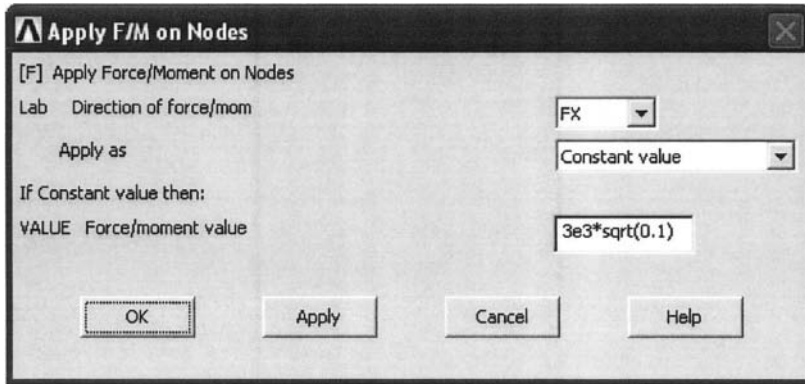 Apply F/M on Nodes
[F] Apply Force/Moment on Nodes
Lab Direction of force/mom FX
Apply as Constant value
If Constant value then:
VALUE Force/moment value 3e3*sqrt(0.1)
OK Apply Cancel Help